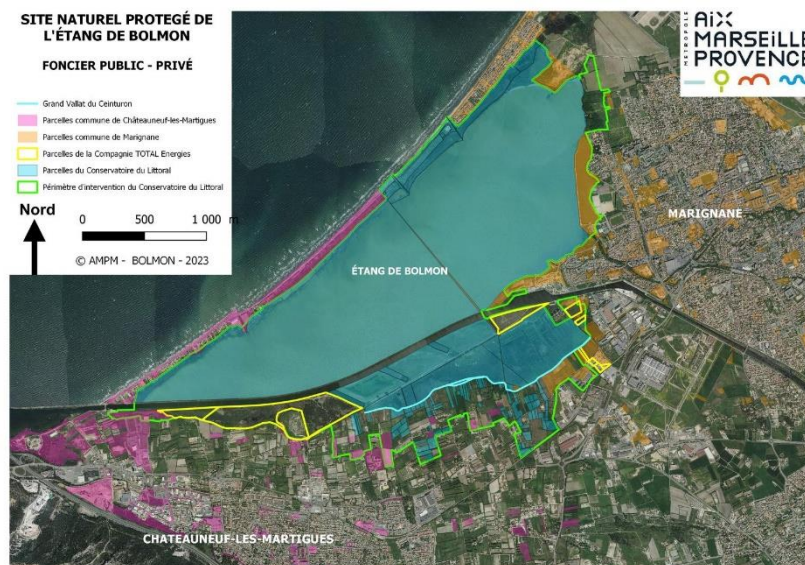 SITE NATUREL PROTEGÉ DE
L'ÉTANG DE BOLMON
FONCIER PUBLIC - PRIVÉ
Grand Vallat du Ceinturon
Parcelles commune de Châteauneuf-les-Martigues
Parcelles commune de Marignane
Parcelles de la Compagnie TOTAL Energies
Parcelles du Conservatoire du Littoral
Périmètre d'intervention du Conservatoire du Littoral
Nord
0 500 1 000 m
© AMPM - BOLMON - 2023
METROPOLE
AIX
MARSEILLE
PROVENCE
MARIGNANE
ÉTANG DE BOLMON
CHATEAUNEUF-LES-MARTIGUES